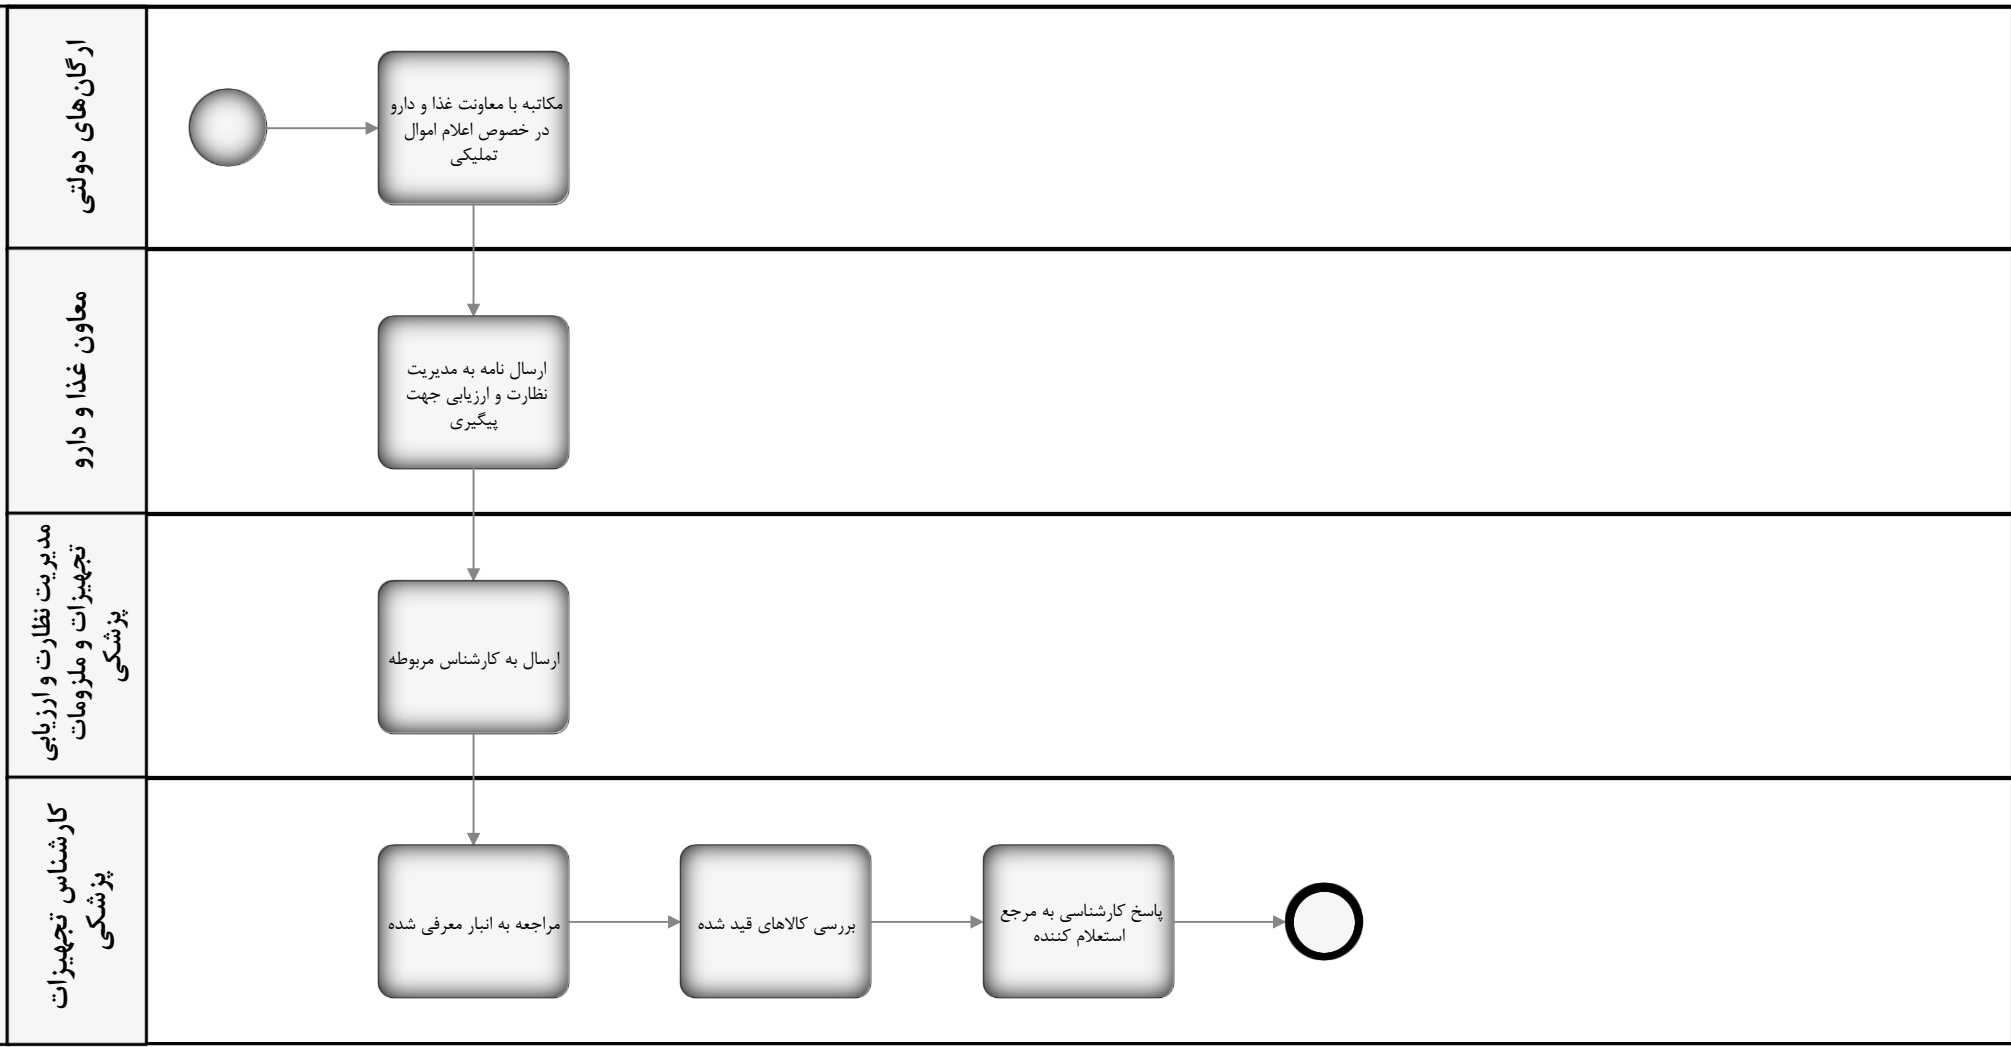 ارگان‌های دولتی
مکاتبه با معاونت غذا و دارو
در خصوص اعلام اموال
تملیکی
معاون غذا و دارو
ارسال نامه به مدیریت
نظارت و ارزیابی جهت
پیگیری
مدیریت نظارت و ارزیابی
تجهیزات و ملزومات
پزشکی
ارسال به کارشناس مربوطه
کارشناس تجهیزات
پزشکی
مراجعه به انبار معرفی شده
بررسی کالاهای قید شده
پاسخ کارشناسی به مرجع
استعلام کننده